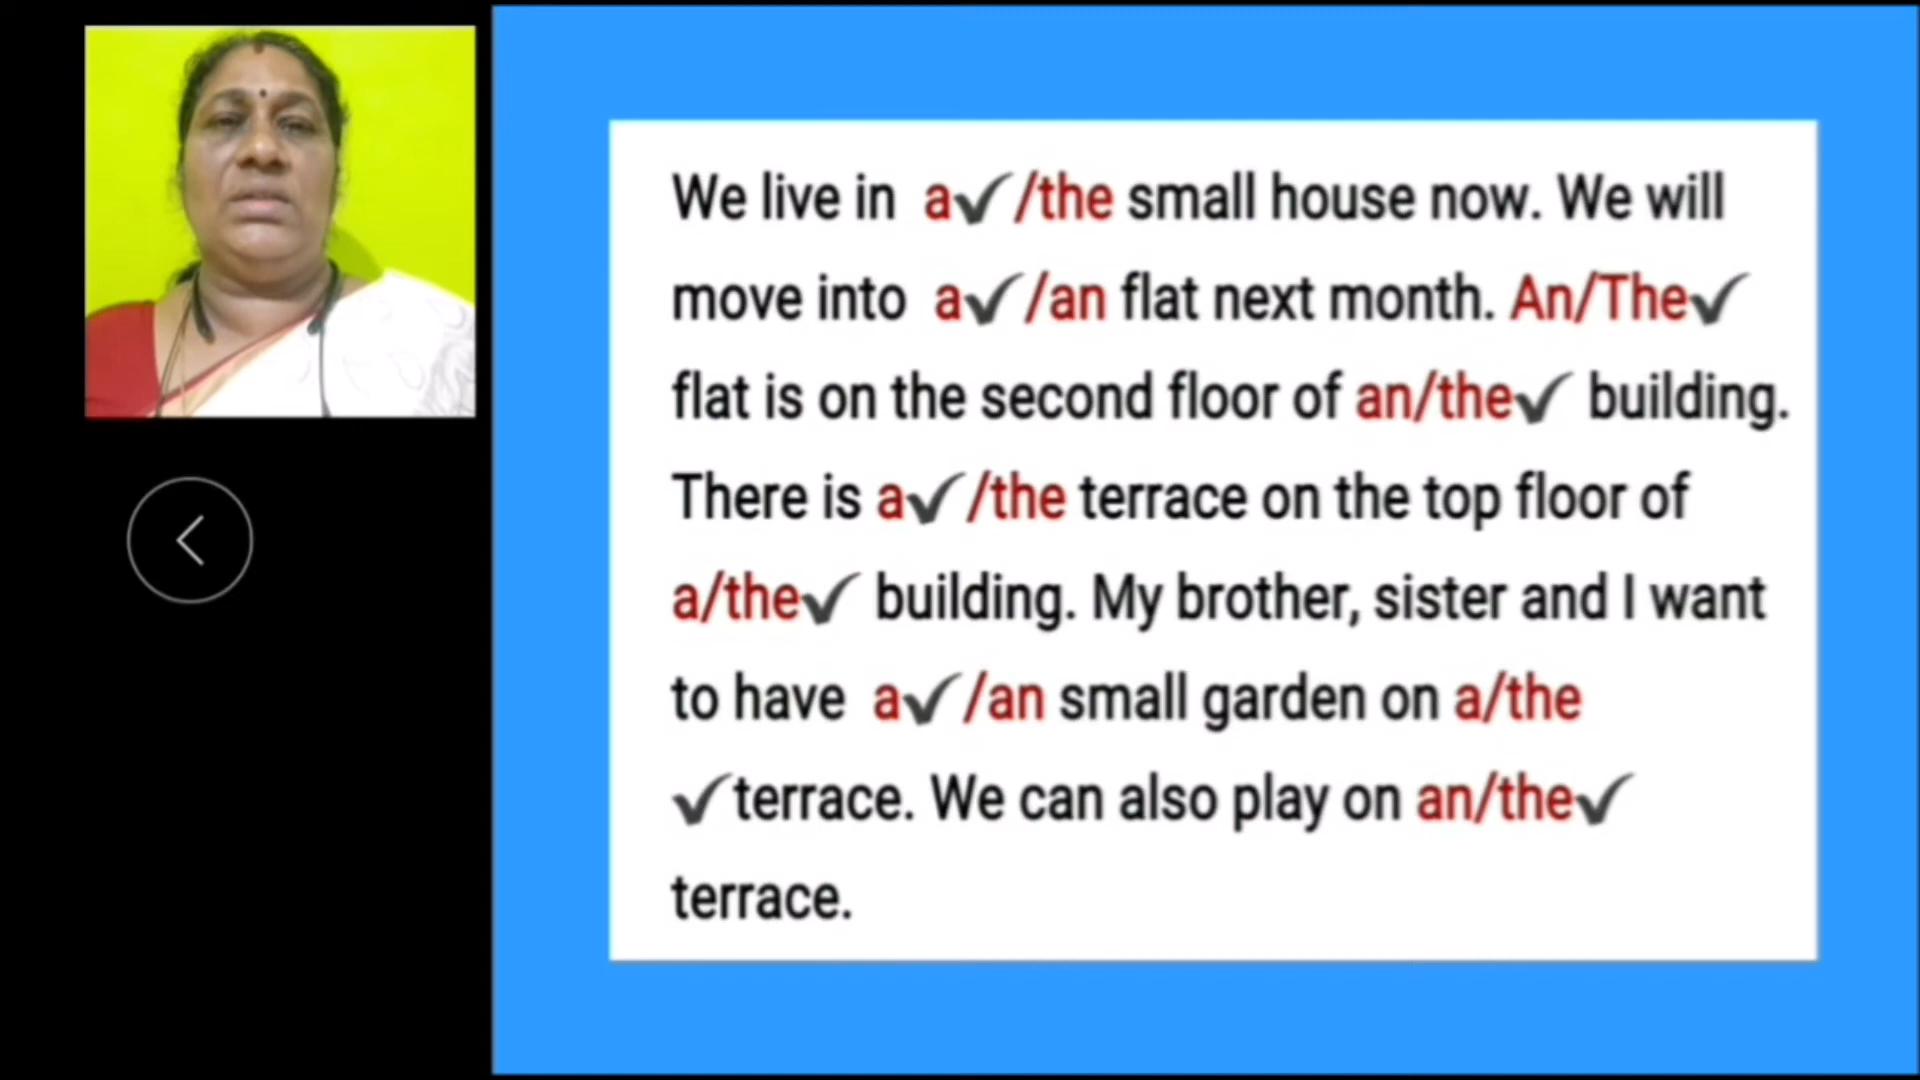 We live in a✓/the small house now. We will
move into a✓/an flat next month. An/The✓
flat is on the second floor of an/the✓ building.
There is a✓/the terrace on the top floor of
a/the✓ building. My brother, sister and I want
to have a✓/an small garden on a/the
✓terrace. We can also play on an/the✓
terrace.